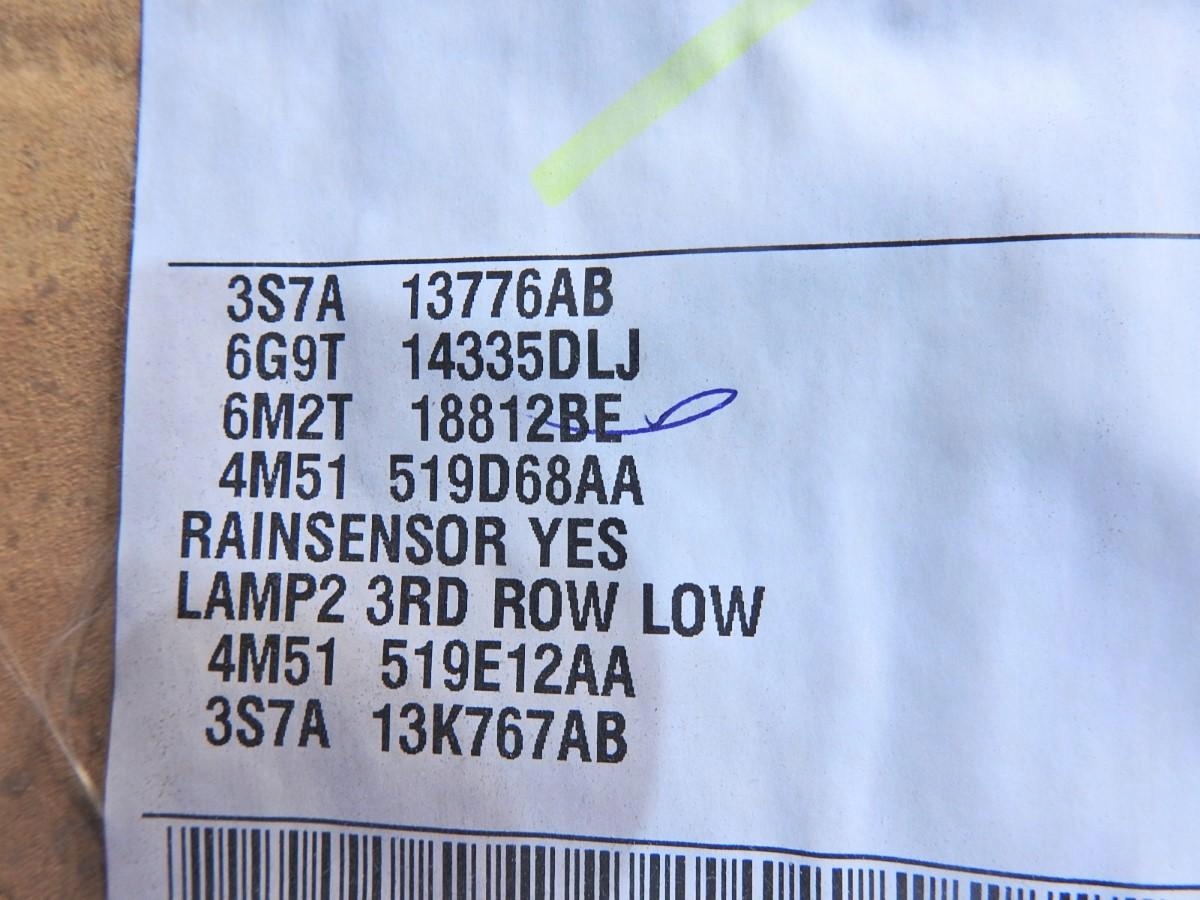 3S7A 13776AB
6G9T 14335DLJ
6M2T 18812BE
4M51 519D68AA
RAINSENSOR YES
LAMP2 3RD ROW LOW
4M51 519E12AA
3S7A 13K767AB